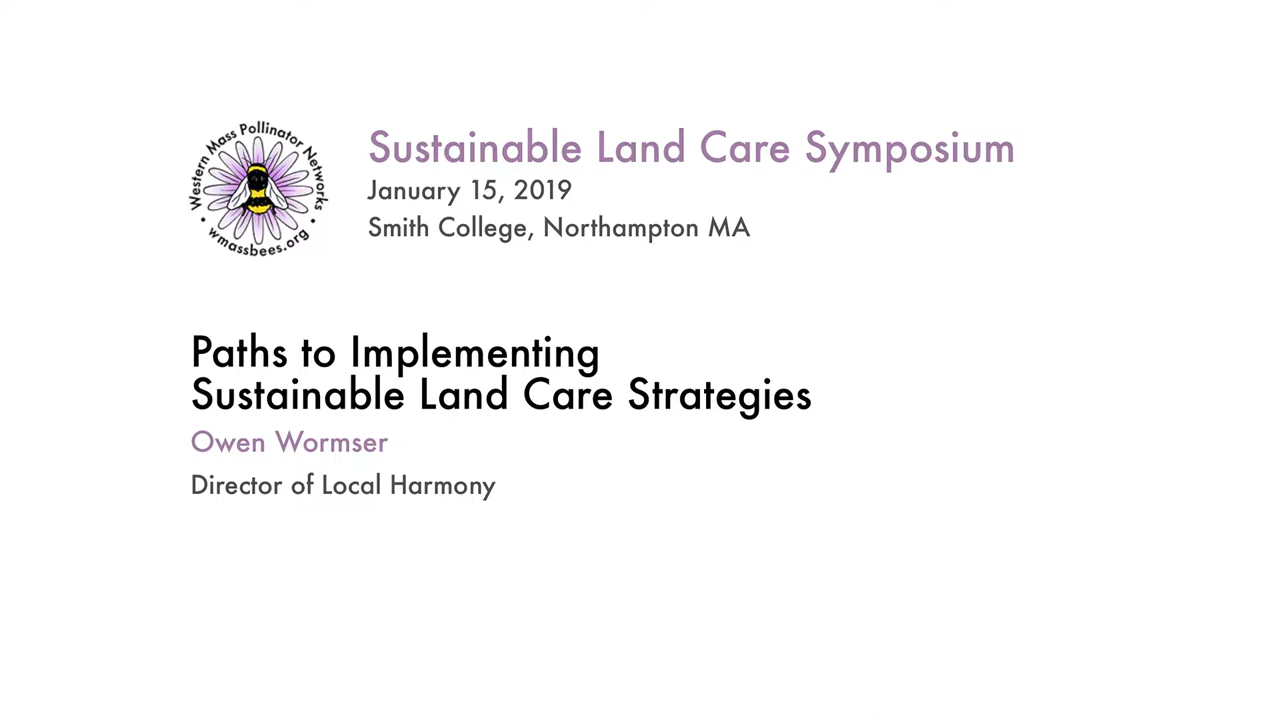 Western Mass Pollinator Networks
• wmassbees.org •
Sustainable Land Care Symposium
January 15, 2019
Smith College, Northampton MA
Paths to Implementing
Sustainable Land Care Strategies
Owen Wormser
Director of Local Harmony